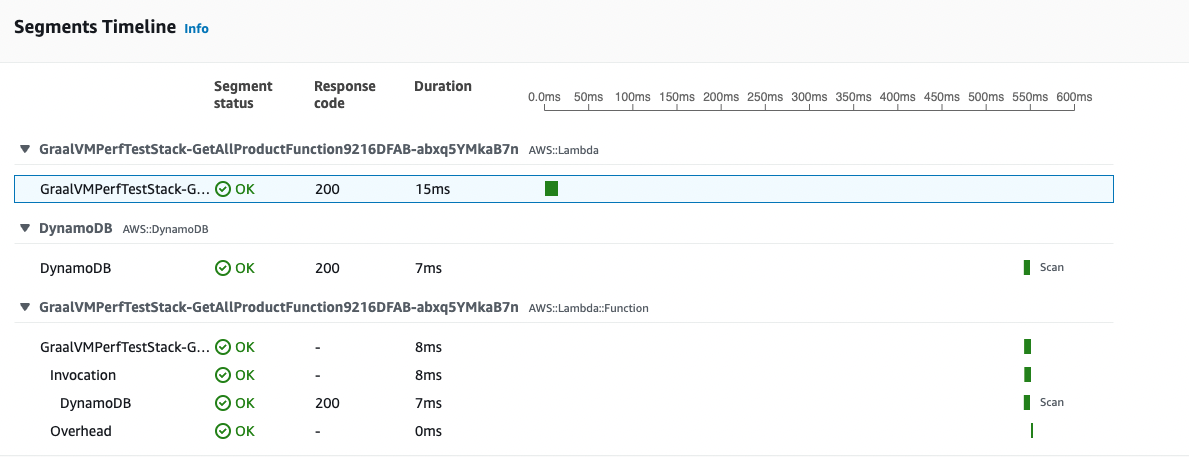 Segments Timeline Info
Segment status Response code Duration
0.0ms 50ms 100ms 150ms 200ms 250ms 300ms 350ms 400ms 450ms 500ms 550ms 600ms
GraalVMPerfTestStack-GetAllProductFunction9216DFAB-abxq5YMkaB7n AWS::Lambda
GraalVMPerfTestStack-G... OK 200 15ms
DynamoDB AWS::DynamoDB
DynamoDB OK 200 7ms Scan
GraalVMPerfTestStack-GetAllProductFunction9216DFAB-abxq5YMkaB7n AWS::Lambda::Function
GraalVMPerfTestStack-G... OK - 8ms
Invocation OK - 8ms
DynamoDB OK 200 7ms Scan
Overhead OK - 0ms